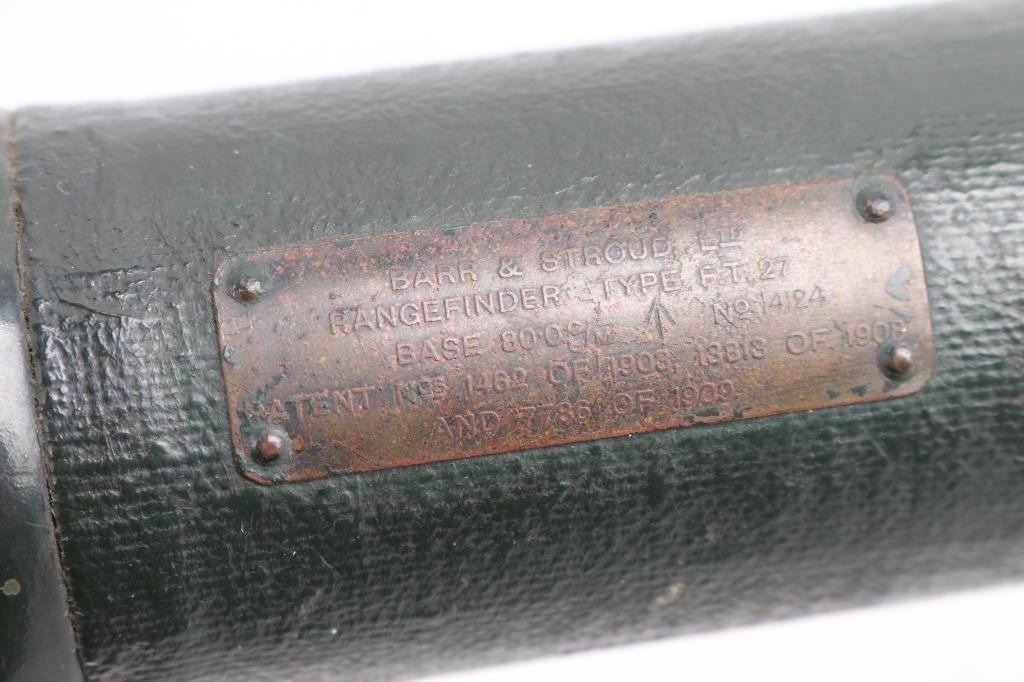 BARR & STROUD LTD
RANGEFINDER TYPE F.T. 27
BASE 80·0 C/M No 14124
PATENT Nos 1462 OF 1908, 13818 OF 1908
AND 7786 OF 1909